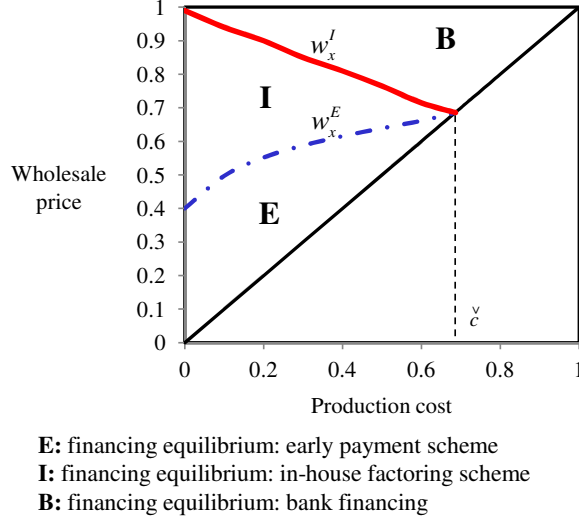 1
0.9
0.8
0.7
0.6
0.5
0.4
0.3
0.2
0.1
0
Wholesale
price
w_x^I
B
I
w_x^E
E
č
0 0.2 0.4 0.6 0.8 1
Production cost
E: financing equilibrium: early payment scheme
I: financing equilibrium: in-house factoring scheme
B: financing equilibrium: bank financing